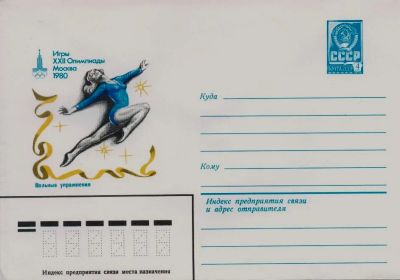 Игры
XXII Олимпиады
Москва
1980
Вольные упражнения
Индекс предприятия связи места назначения
СССР
4
Куда
Кому
Индекс предприятия связи
и адрес отправителя